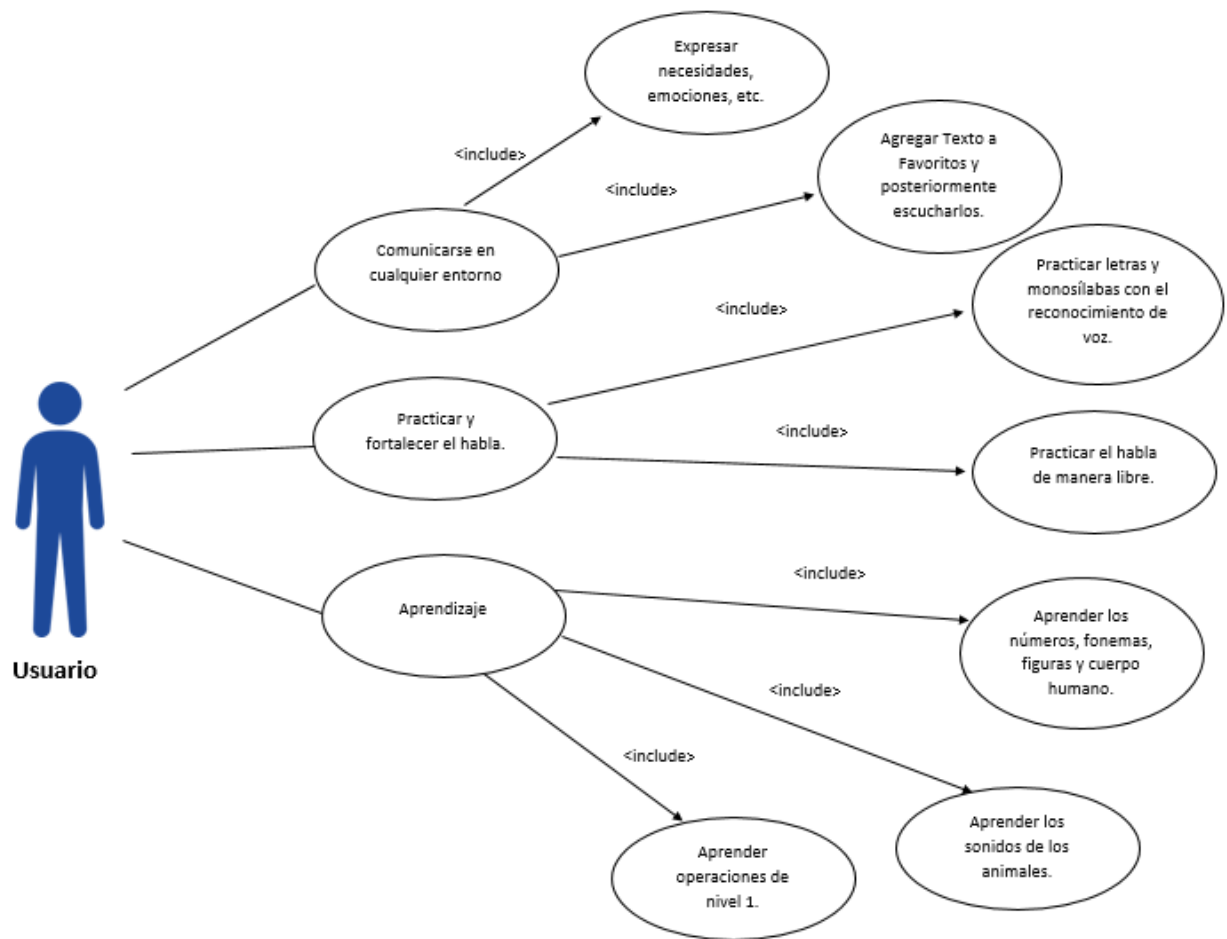 Expresar
necesidades,
emociones, etc.
<include>
Agregar Texto a
Favoritos y
posteriormente
escucharlos.
<include>
Comunicarse en
cualquier entorno
Practicar letras y
monosílabas con el
reconocimiento de
voz.
<include>
Practicar y
fortalecer el habla.
<include>
Practicar el habla
de manera libre.
<include>
Aprendizaje
Aprender los
números, fonemas,
figuras y cuerpo
humano.
Usuario
<include>
<include>
Aprender los
sonidos de los
animales.
Aprender
operaciones de
nivel 1.